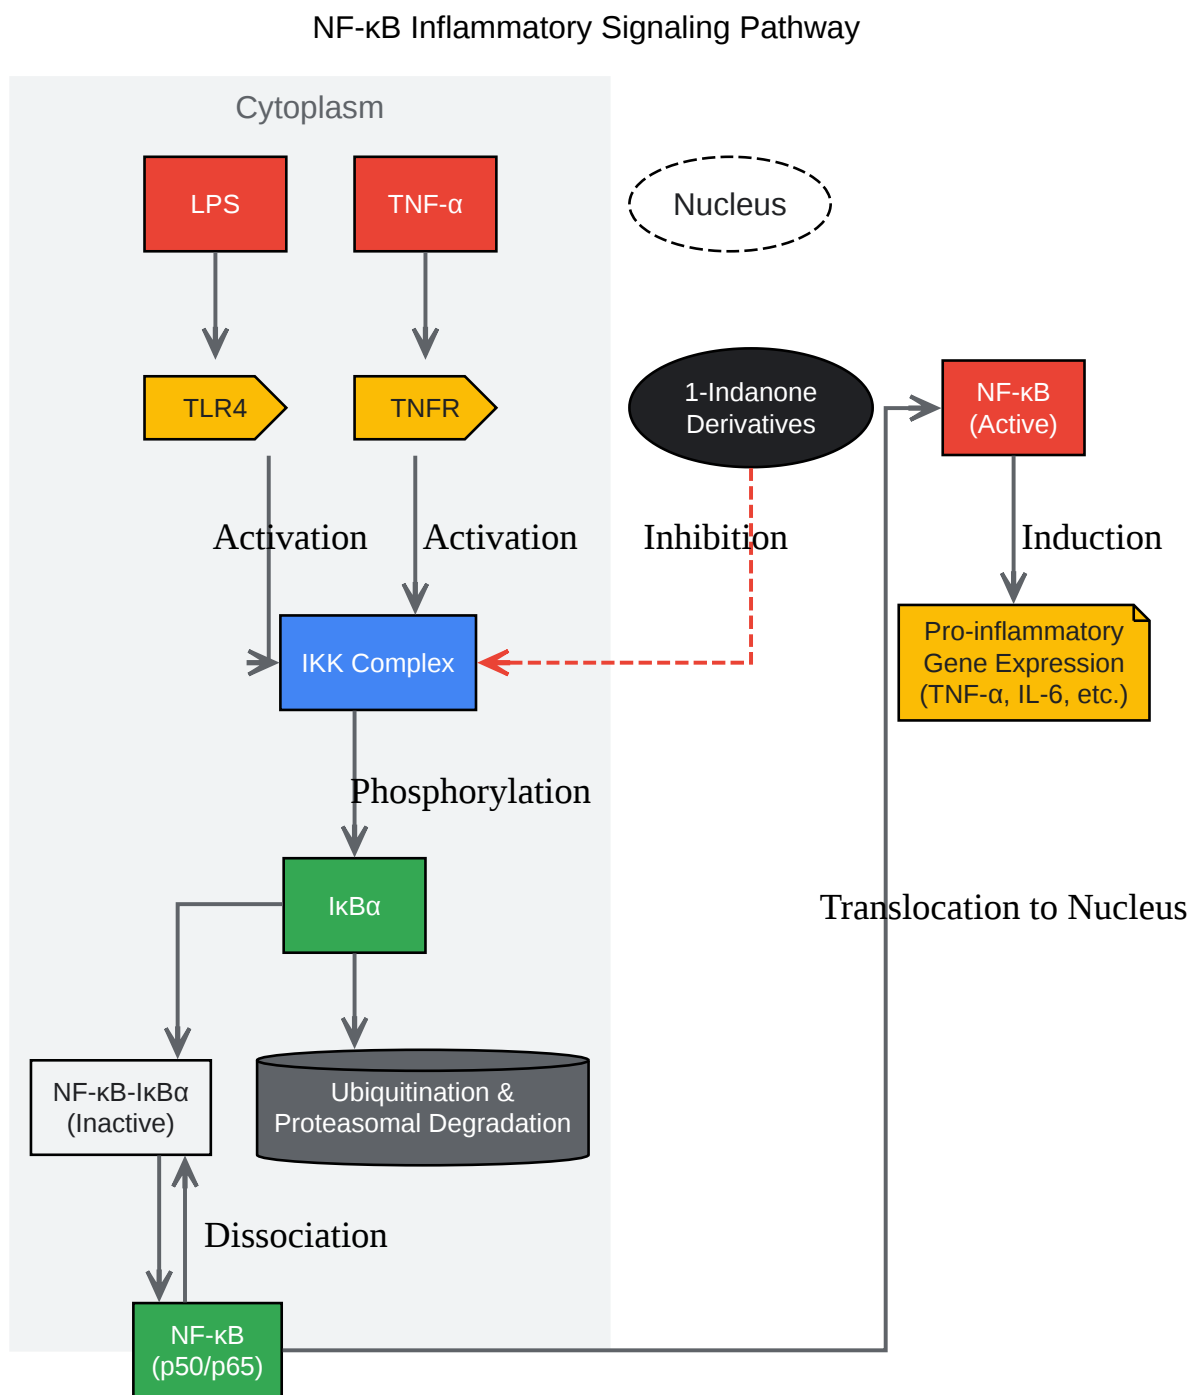 NF-κB Inflammatory Signaling Pathway
Cytoplasm
LPS
TNF-α
Nucleus
TLR4
TNFR
1-Indanone
Derivatives
NF-κB
(Active)
Activation
Activation
Inhibition
Induction
IKK Complex
Pro-inflammatory
Gene Expression
(TNF-α, IL-6, etc.)
Phosphorylation
IκBα
Translocation to Nucleus
NF-κB-IκBα
(Inactive)
Ubiquitination &
Proteasomal Degradation
Dissociation
NF-κB
(p50/p65)